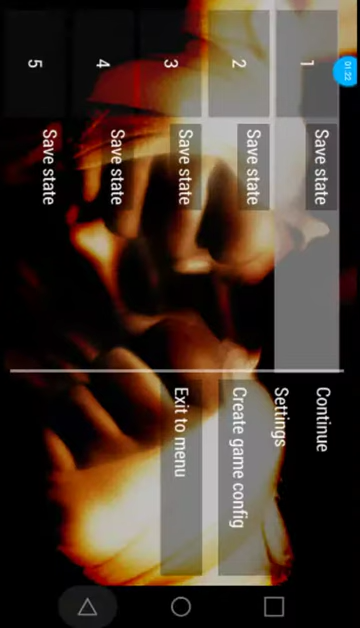 1
Save state
2
Save state
3
Save state
4
Save state
5
Save state
Continue
Settings
Create game config
Exit to menu
01:22